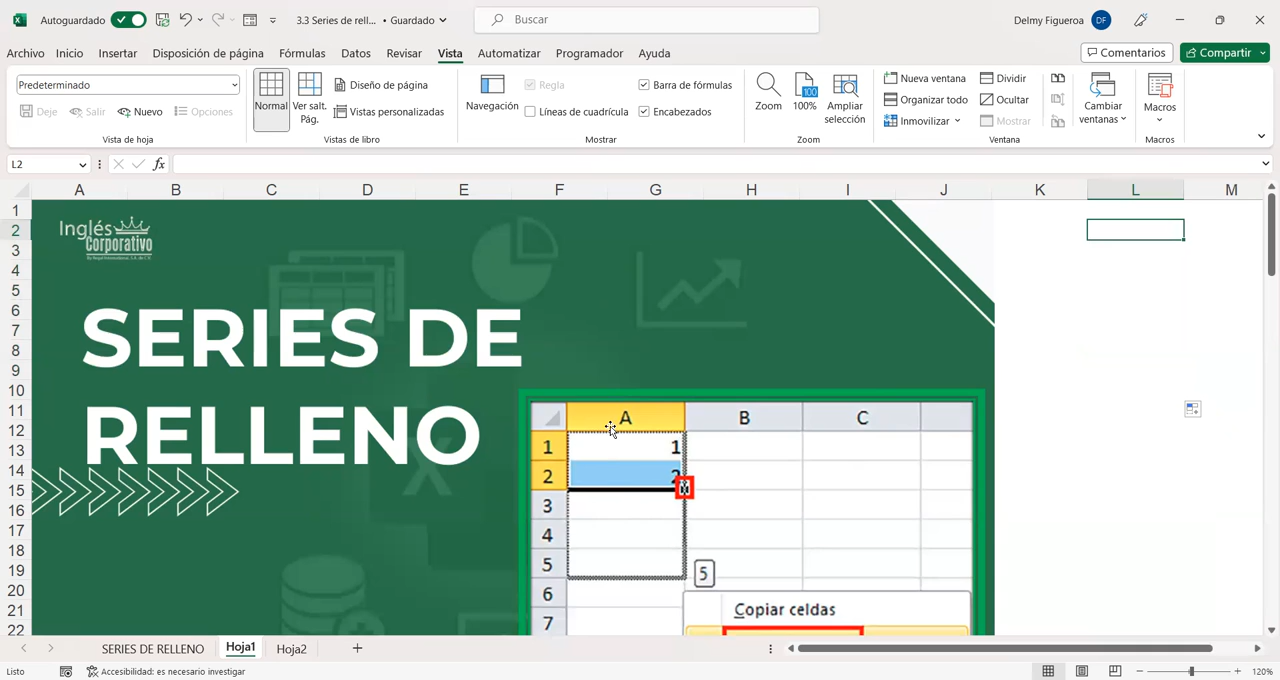 Autoguardado
3.3 Series de rell... • Guardado
Buscar
Delmy Figueroa
DF
Archivo Inicio Insertar Disposición de página Fórmulas Datos Revisar Vista Automatizar Programador Ayuda
Comentarios
Compartir
Predeterminado
Deje Salir Nuevo Opciones
Vista de hoja
Normal
Ver salt. Pág.
Diseño de página
Vistas personalizadas
Vistas de libro
Navegación
Regla
Barra de fórmulas
Líneas de cuadrícula
Encabezados
Mostrar
Zoom
100%
Ampliar selección
Zoom
Nueva ventana
Organizar todo
Inmovilizar
Dividir
Ocultar
Mostrar
Cambiar ventanas
Ventana
Macros
Macros
L2
fx
A B C D E F G H I J K L M
1
2
3
4
5
6
7
8
9
10
11
12
13
14
15
16
17
18
19
20
21
22
Inglés
Corporativo
SERIES DE
RELLENO
A B C
1 1
2 2
3
4
5
6
7
5
Copiar celdas
SERIES DE RELLENO Hoja1 Hoja2
Listo
Accesibilidad: es necesario investigar
120%